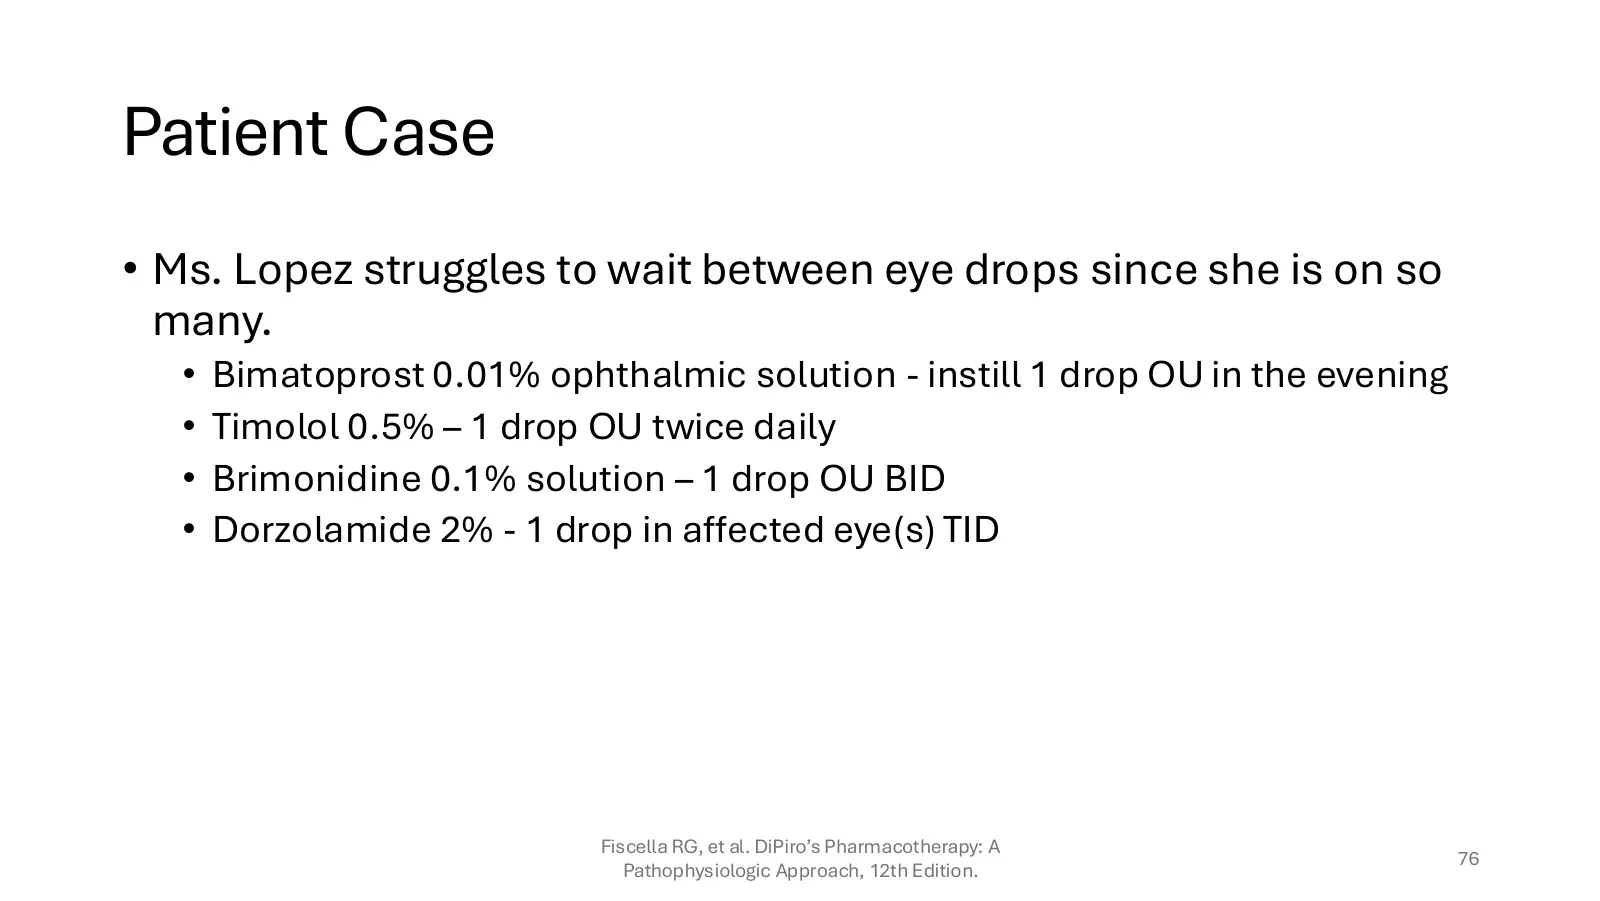 Patient Case
• Ms. Lopez struggles to wait between eye drops since she is on so
many.
• Bimatoprost 0.01% ophthalmic solution - instill 1 drop OU in the evening
• Timolol 0.5% – 1 drop OU twice daily
• Brimonidine 0.1% solution – 1 drop OU BID
• Dorzolamide 2% - 1 drop in affected eye(s) TID
Fiscella RG, et al. DiPiro’s Pharmacotherapy: A
Pathophysiologic Approach, 12th Edition.
76